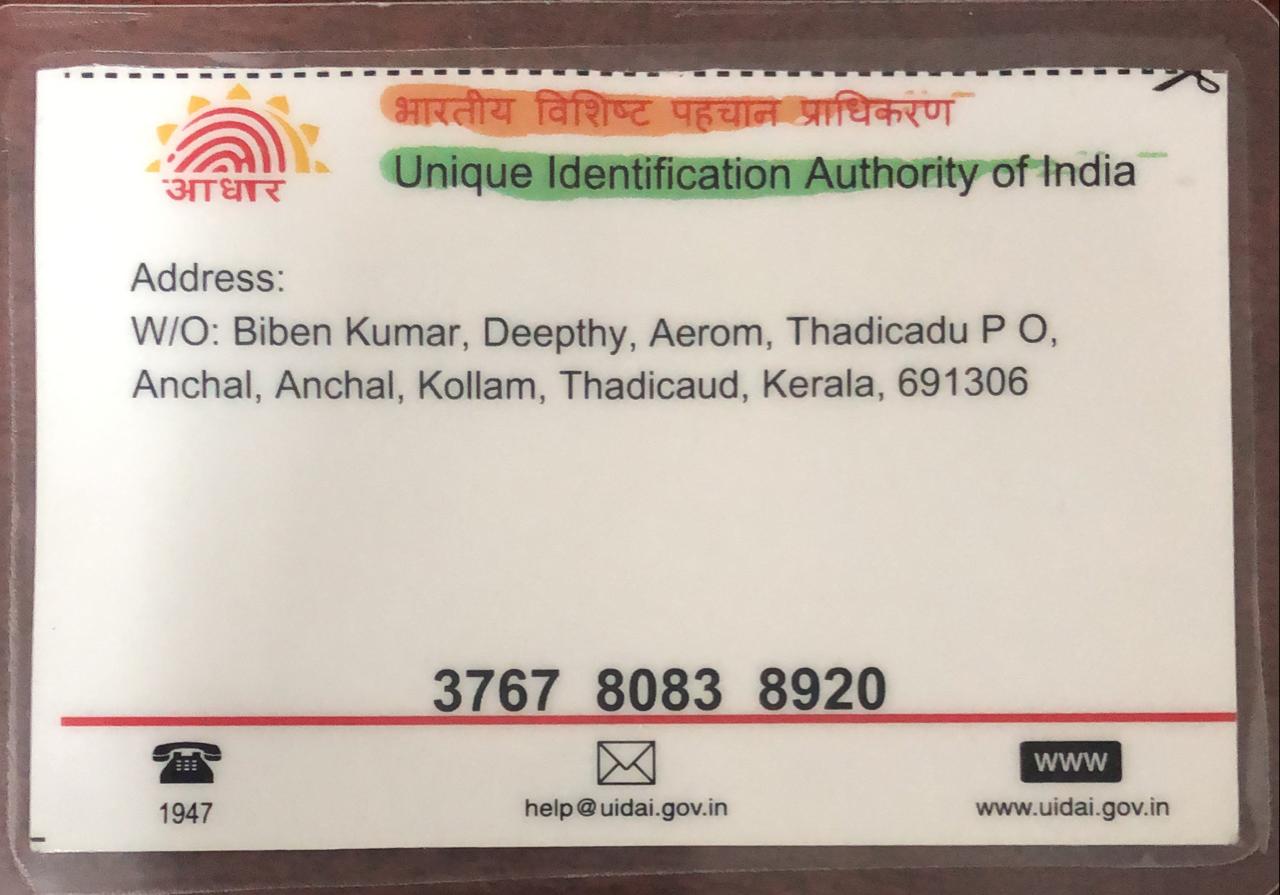 भारतीय विशिष्ट पहचान प्राधिकरण
आधार
Unique Identification Authority of India
Address:
W/O: Biben Kumar, Deepthy, Aerom, Thadicadu P O,
Anchal, Anchal, Kollam, Thadicaud, Kerala, 691306
3767 8083 8920
WWW
1947
help@uidai.gov.in
www.uidai.gov.in